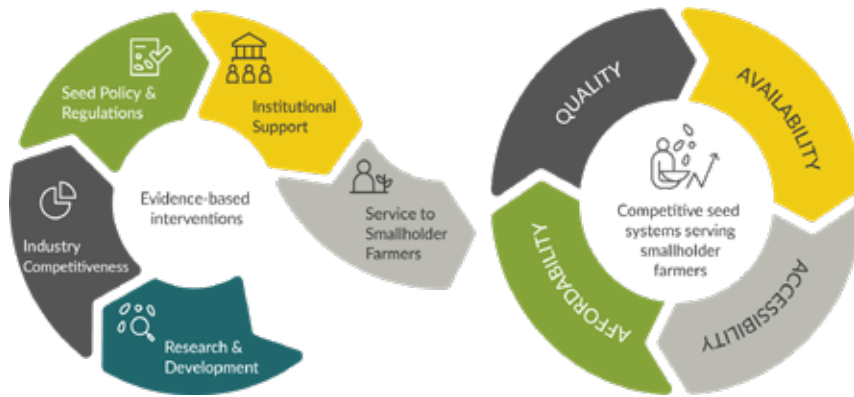 Seed Policy &
Regulations
Institutional
Support
Service to
Smallholder
Farmers
Evidence-based
interventions
Industry
Competitiveness
Research &
Development
QUALITY
AVAILABILITY
ACCESSIBILITY
AFFORDABILITY
Competitive seed
systems serving
smallholder
farmers